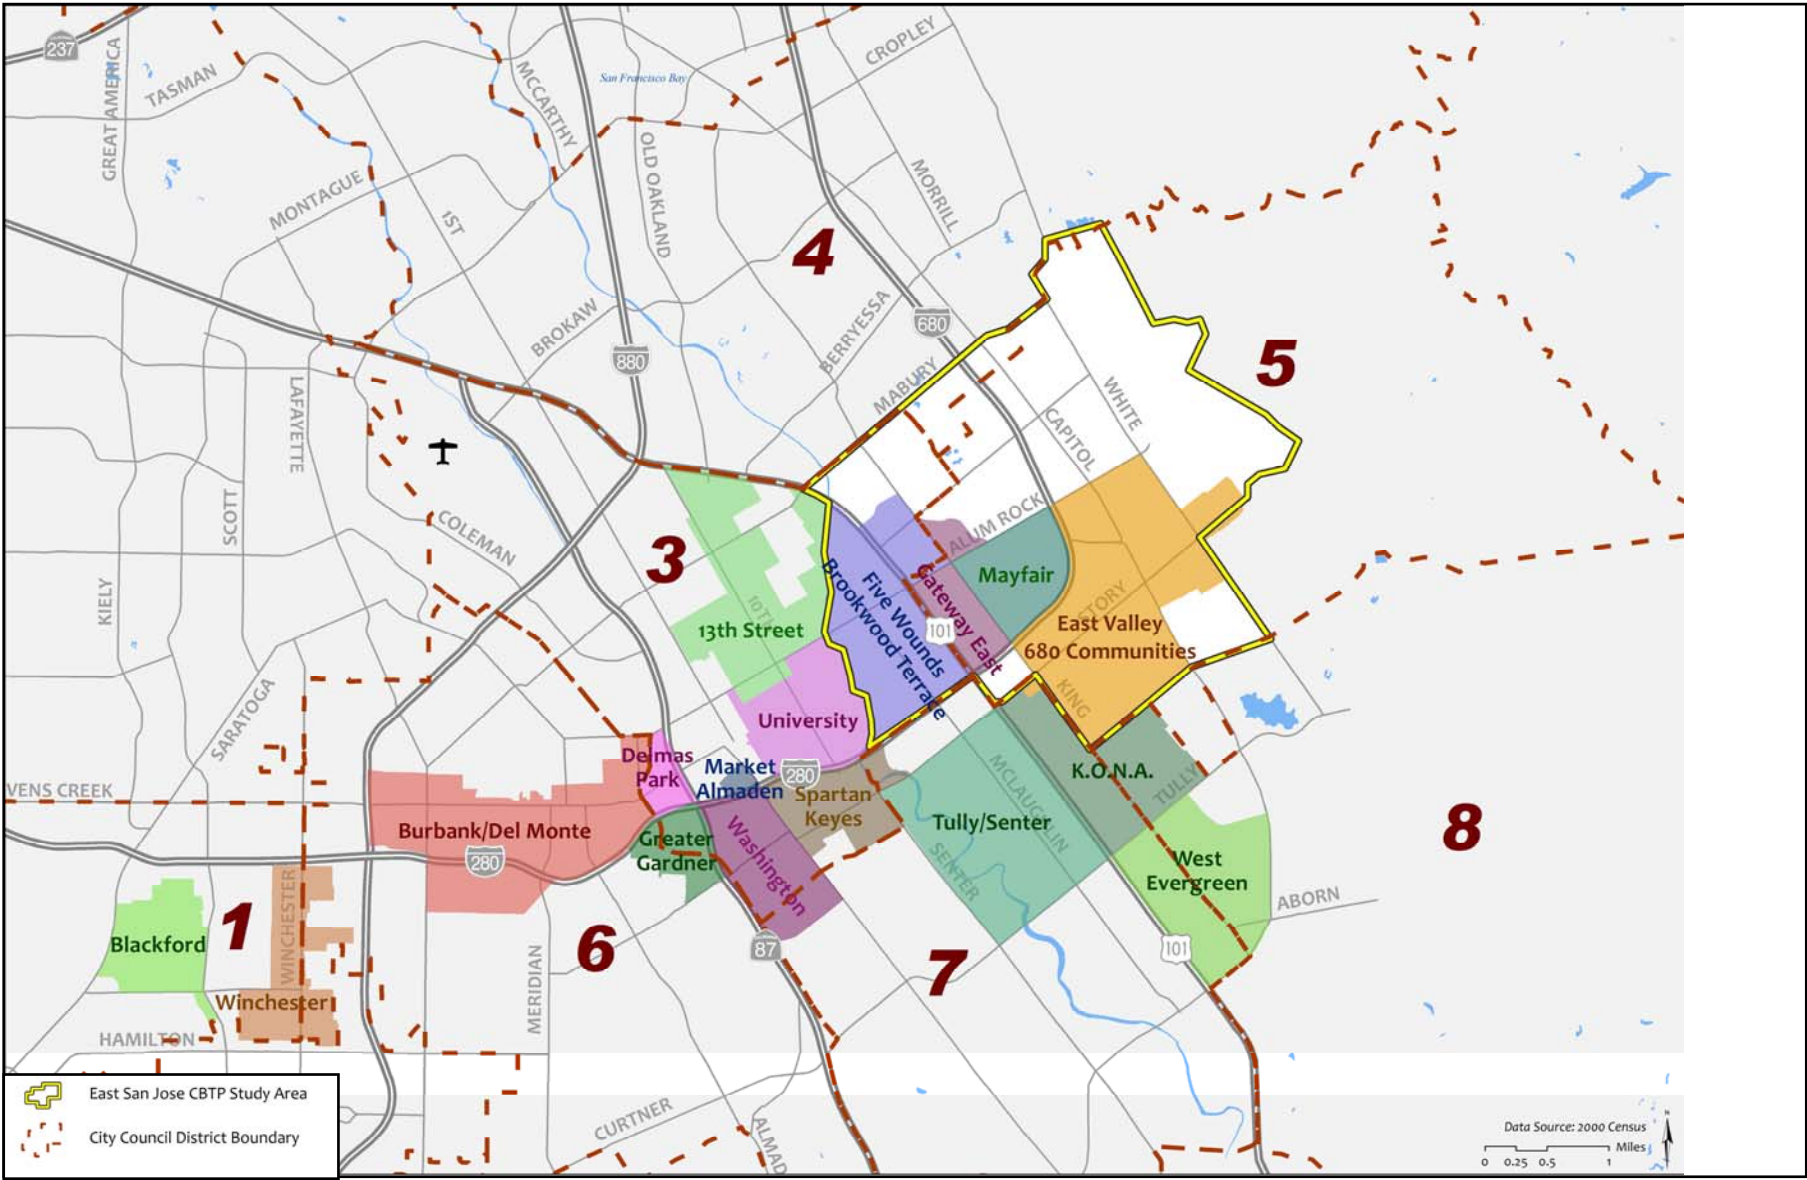 237
GREAT AMERICA
TASMAN
MCCARTHY
San Francisco Bay
CROPLEY
OLD OAKLAND
MONTAGUE
1ST
MORRILL
4
BROKAW
BERRYESSA
680
880
MABURY
5
WHITE
CAPITOL
LAFAYETTE
SCOTT
COLEMAN
ALUM ROCK
3
KIELY
10TH
Mayfair
STORY
13th Street
Five Wounds
Brookwood Terrace
Gateway East
101
East Valley
680 Communities
KING
SARATOGA
University
Delmas
Park
Market
Almaden
280
Spartan
Keyes
MCLAUGLIN
K.O.N.A.
TULLY
VENS CREEK
Burbank/Del Monte
280
Greater
Gardner
Washington
Tully/Senter
SENTER
8
West
Evergreen
ABORN
Blackford
1
WINCHESTER
Winchester
HAMILTON
MERIDIAN
6
87
7
101
CURTNER
ALMAD
East San Jose CBTP Study Area
City Council District Boundary
Data Source: 2000 Census
N
Miles
0 0.25 0.5 1